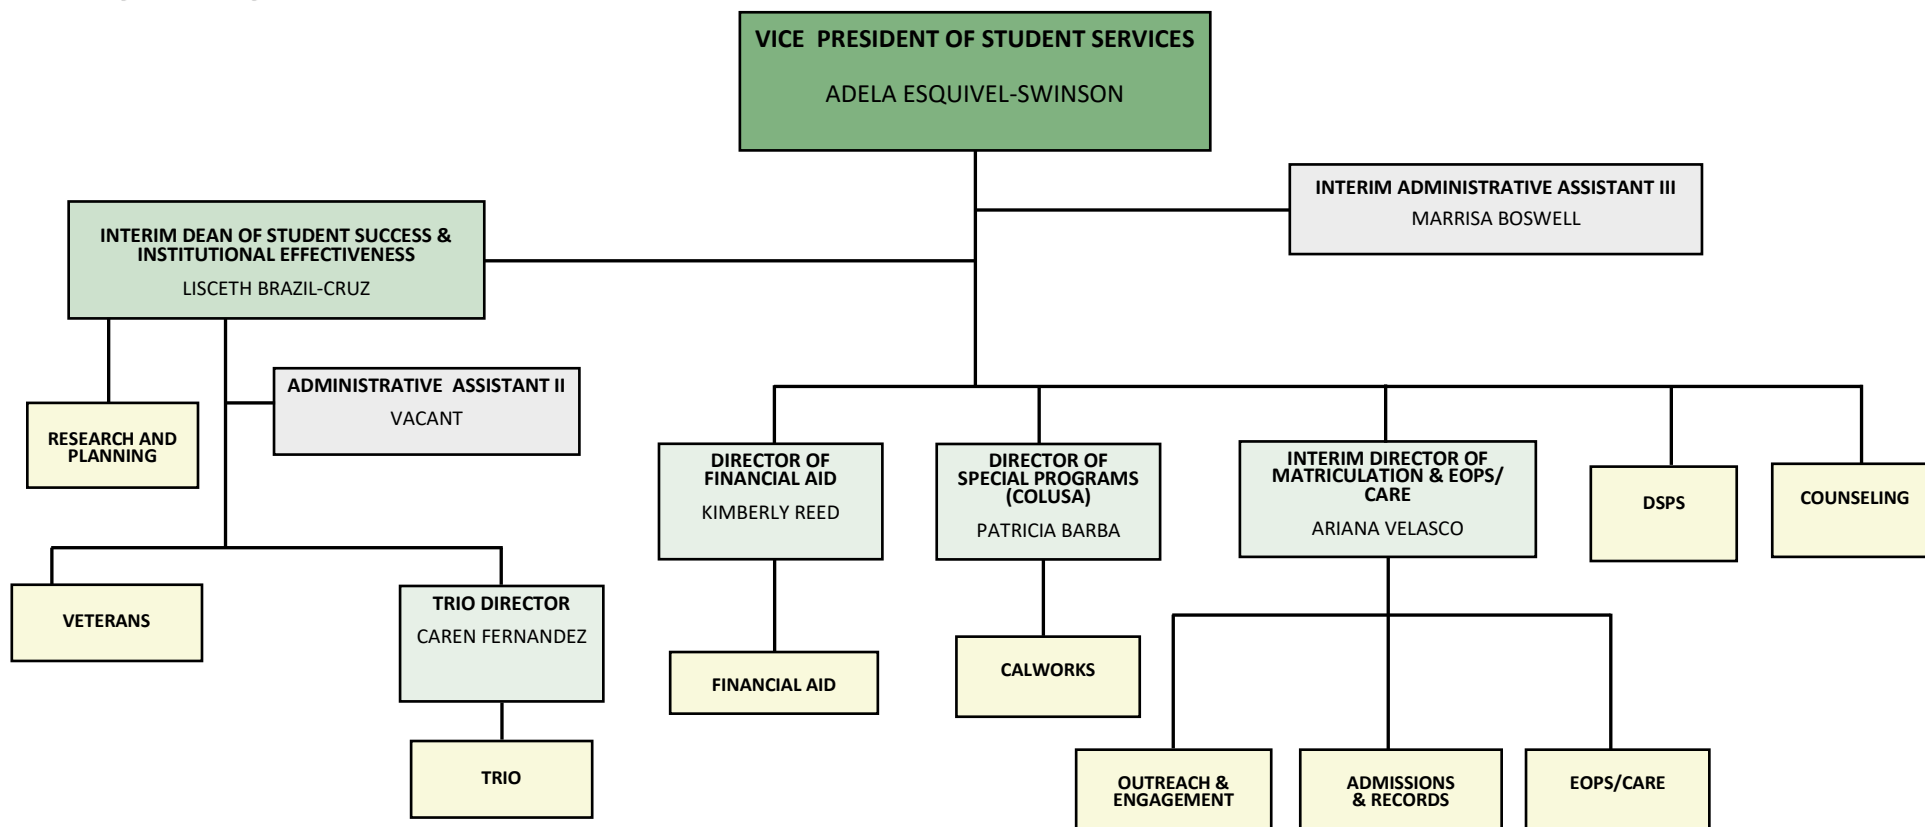 VICE PRESIDENT OF STUDENT SERVICES
ADELA ESQUIVEL-SWINSON
INTERIM ADMINISTRATIVE ASSISTANT III
MARRISA BOSWELL
INTERIM DEAN OF STUDENT SUCCESS &
INSTITUTIONAL EFFECTIVENESS
LISCETH BRAZIL-CRUZ
ADMINISTRATIVE ASSISTANT II
VACANT
RESEARCH AND
PLANNING
DIRECTOR OF
FINANCIAL AID
KIMBERLY REED
DIRECTOR OF
SPECIAL PROGRAMS
(COLUSA)
PATRICIA BARBA
INTERIM DIRECTOR OF
MATRICULATION & EOPS/
CARE
ARIANA VELASCO
DSPS
COUNSELING
VETERANS
TRIO DIRECTOR
CAREN FERNANDEZ
FINANCIAL AID
CALWORKS
TRIO
OUTREACH &
ENGAGEMENT
ADMISSIONS
& RECORDS
EOPS/CARE